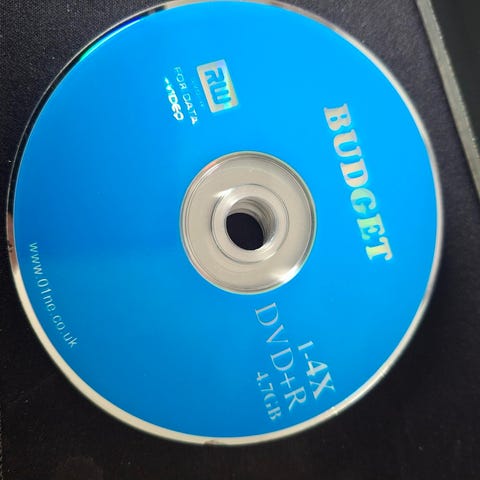 BUDGET
RW
FOR DATA
& VIDEO
1-4X
DVD+R
4.7GB
www.01ne.co.uk